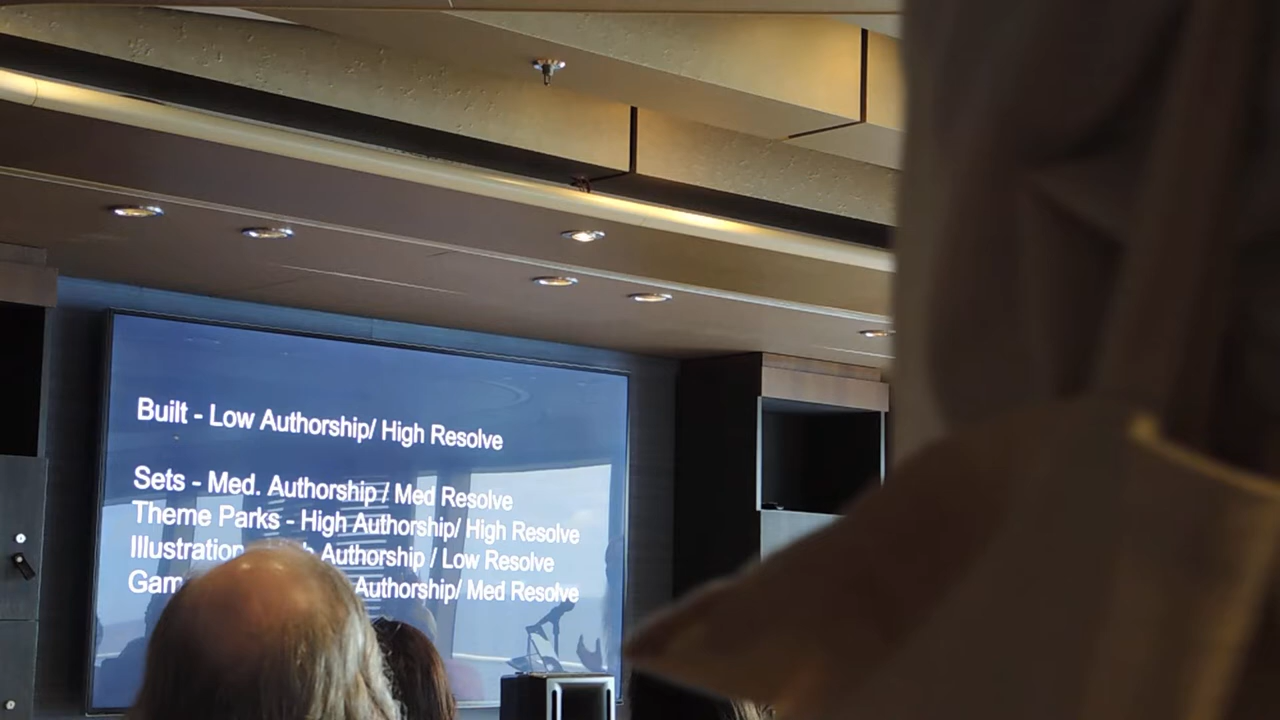 Built - Low Authorship/ High Resolve
Sets - Med. Authorship / Med Resolve
Theme Parks - High Authorship/ High Resolve
Illustration Authorship / Low Resolve
Authorship/ Med Resolve